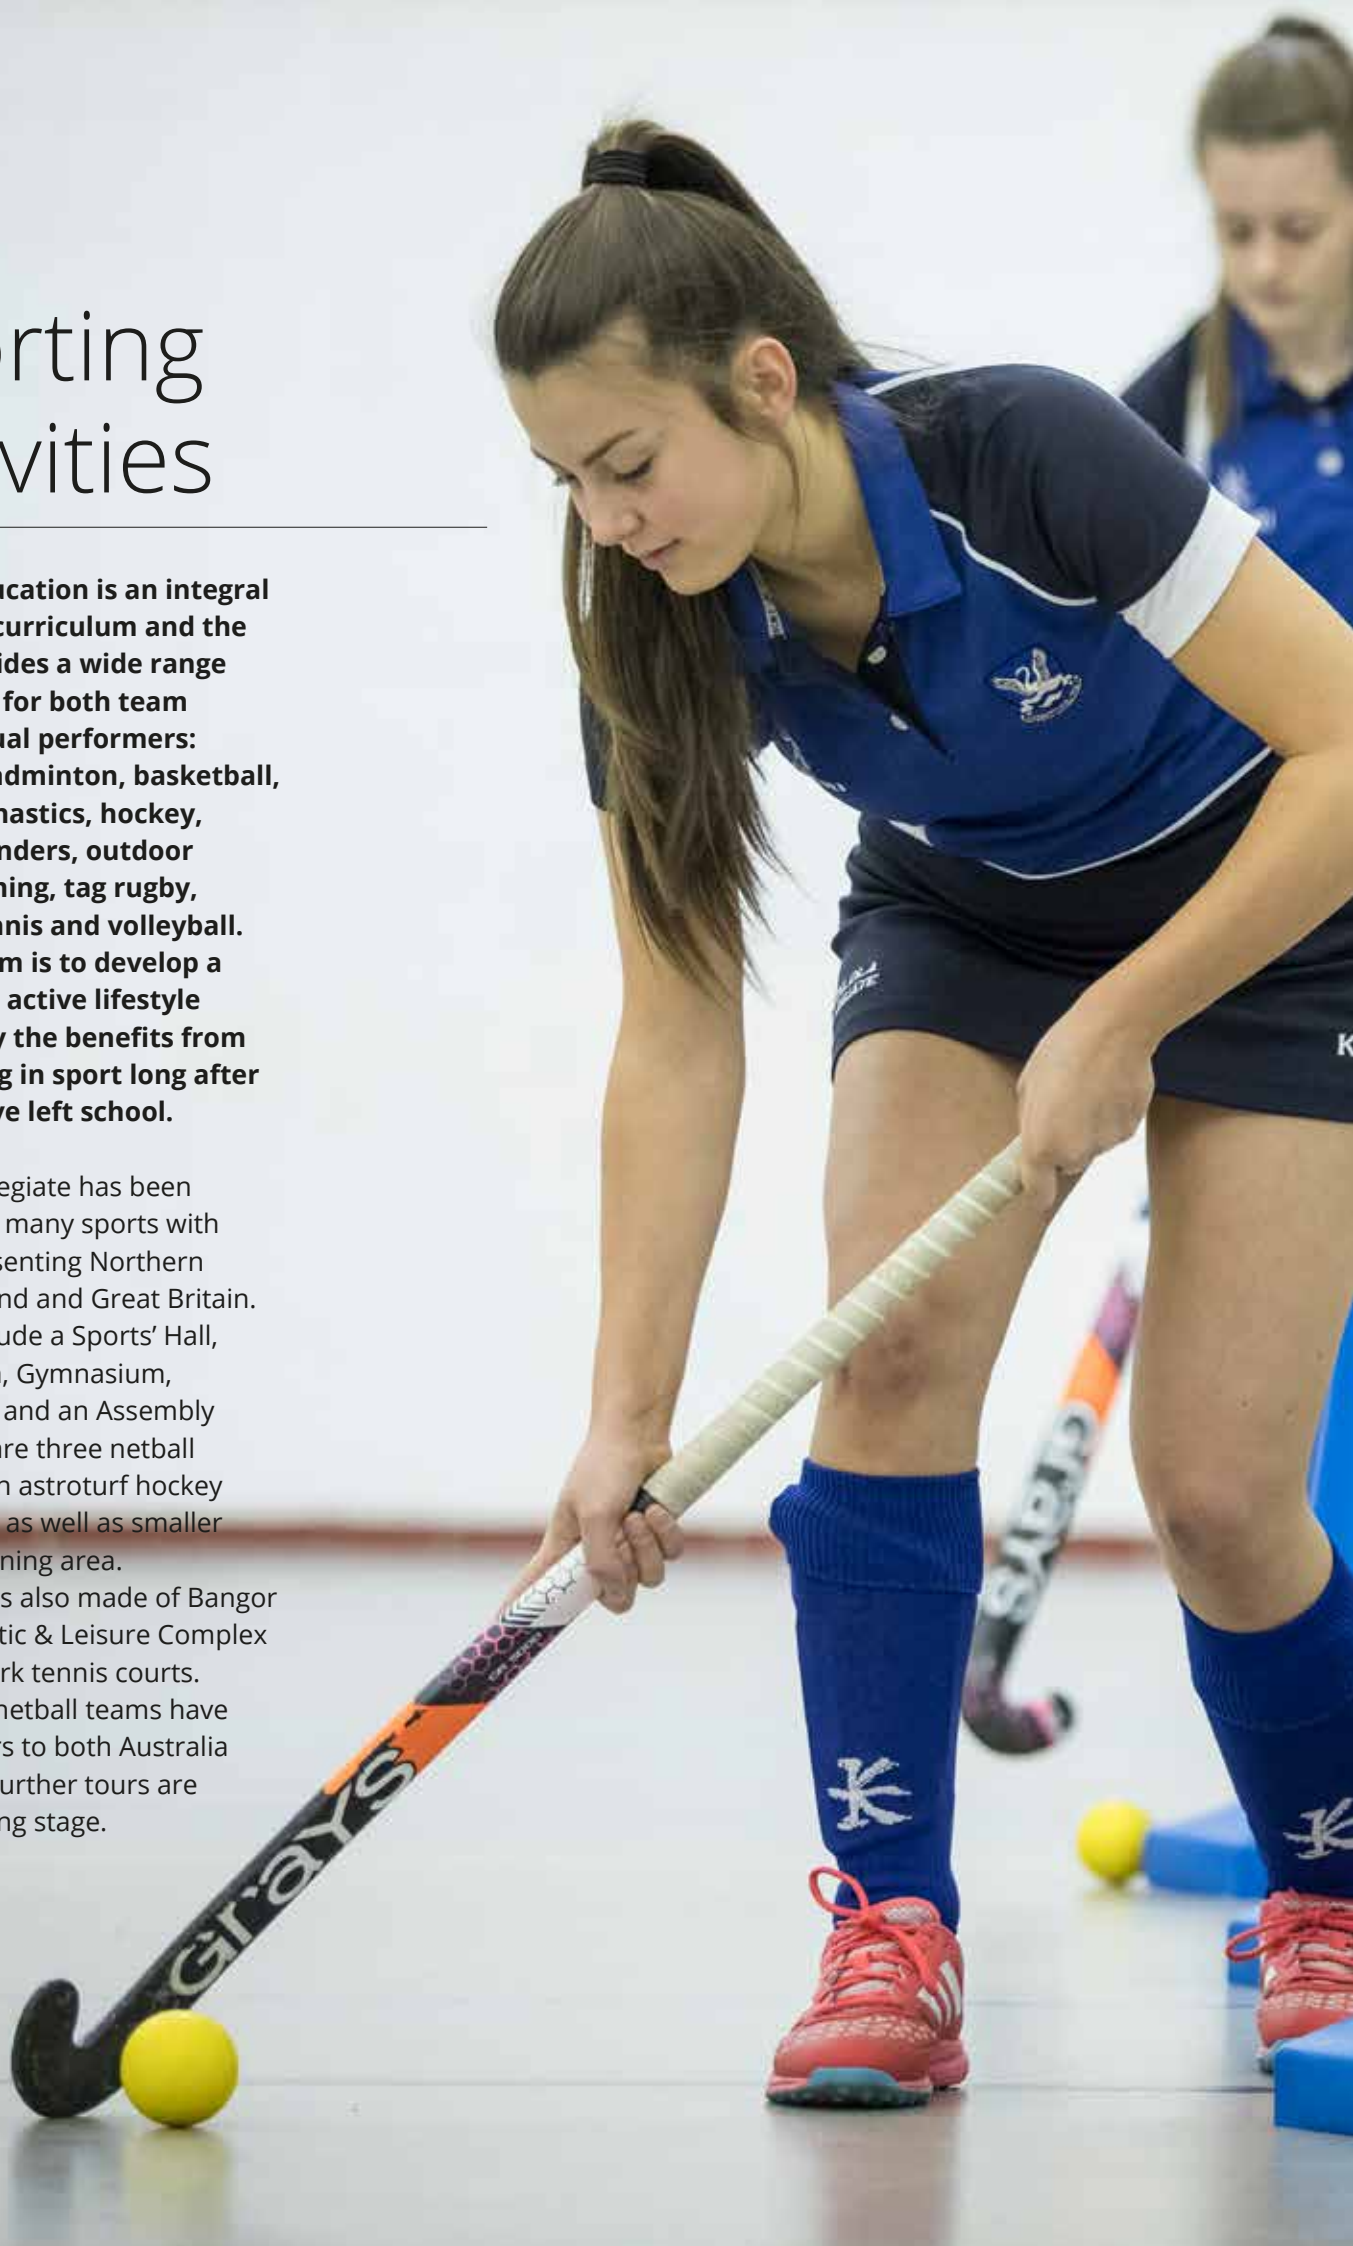 rting
vities
ucation is an integral
curriculum and the
ides a wide range
for both team
ual performers:
adminton, basketball,
nastics, hockey,
nders, outdoor
ning, tag rugby,
nnis and volleyball.
m is to develop a
active lifestyle
y the benefits from
g in sport long after
ve left school.
egiate has been
many sports with
senting Northern
nd and Great Britain.
ude a Sports’ Hall,
, Gymnasium,
and an Assembly
are three netball
n astroturf hockey
as well as smaller
ning area.
s also made of Bangor
tic & Leisure Complex
rk tennis courts.
netball teams have
rs to both Australia
urther tours are
ng stage.
K
GRAYS
GRAYS
K
K